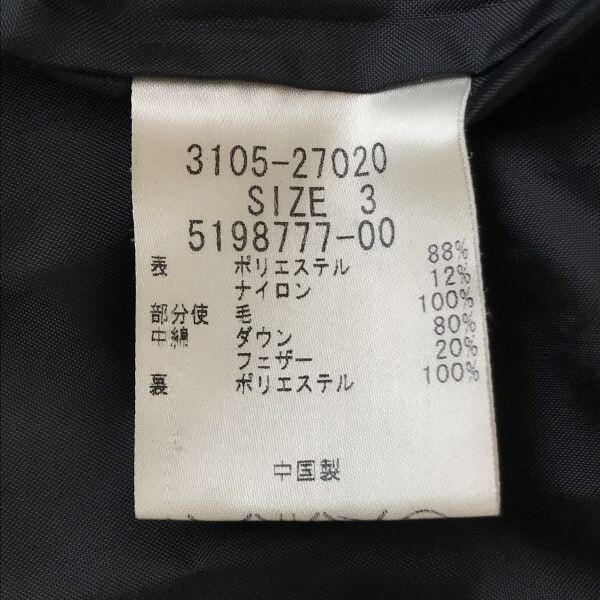 3105-27020
SIZE 3
5198777-00
表 ポリエステル 88%
ナイロン 12%
部分使 毛 100%
中綿 ダウン 80%
フェザー 20%
裏 ポリエステル 100%
中国製